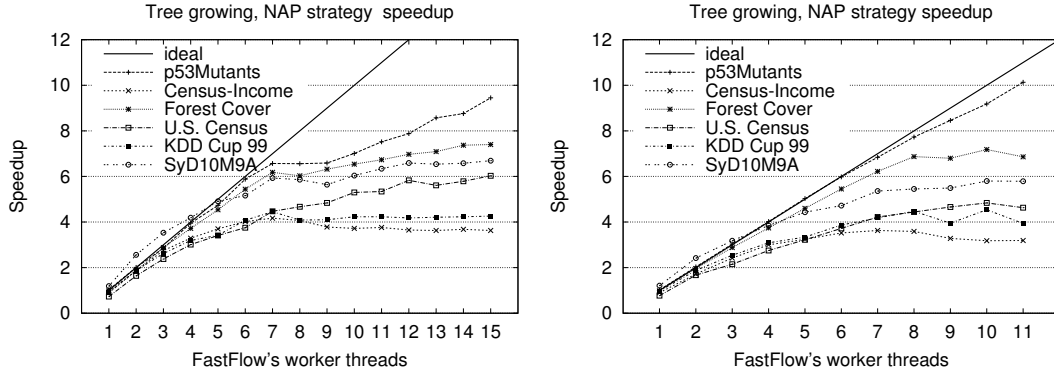 Tree growing, NAP strategy speedup
12
10
8
6
4
2
0
Speedup
ideal
p53Mutants
Census-Income
Forest Cover
U.S. Census
KDD Cup 99
SyD10M9A
1 2 3 4 5 6 7 8 9 10 11 12 13 14 15
FastFlow's worker threads
Tree growing, NAP strategy speedup
12
10
8
6
4
2
0
Speedup
ideal
p53Mutants
Census-Income
Forest Cover
U.S. Census
KDD Cup 99
SyD10M9A
1 2 3 4 5 6 7 8 9 10 11
FastFlow's worker threads